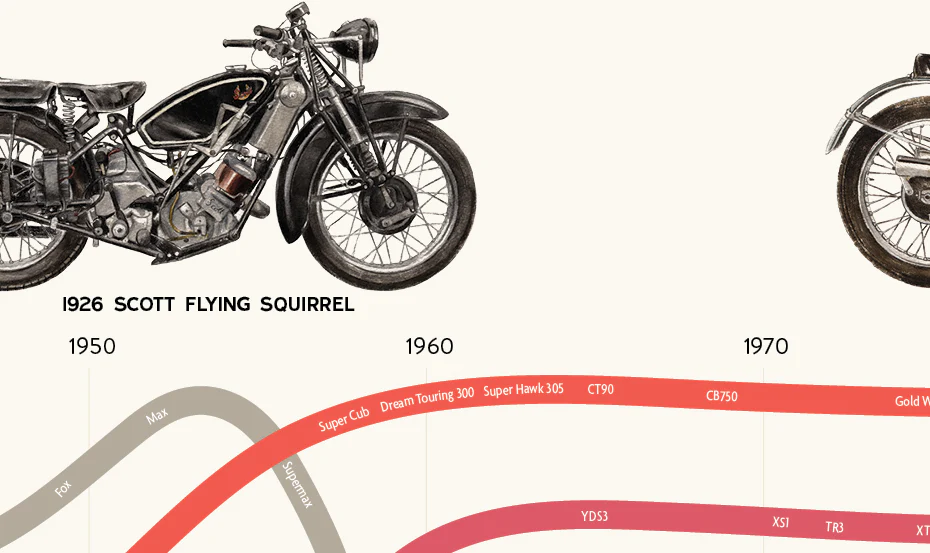 1926 SCOTT FLYING SQUIRREL
1950
1960
1970
Fox
Max
Supermax
Super Cub
Dream Touring 300
Super Hawk 305
CT90
CB750
Gold W
YDS3
XS1
TR3
XT